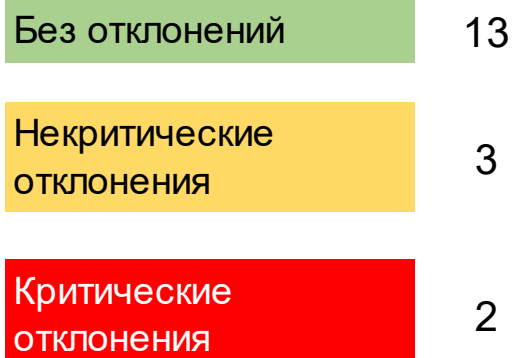 Без отклонений 13
Некритические
отклонения 3
Критические
отклонения 2